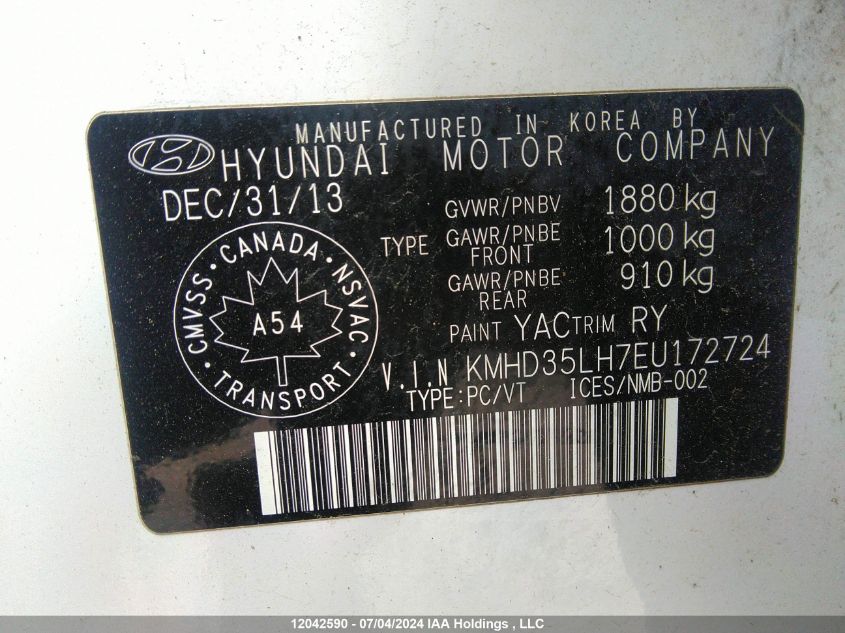 MANUFACTURED IN KOREA BY
HYUNDAI MOTOR COMPANY
DEC/31/13
GVWR/PNBV 1880 kg
TYPE GAWR/PNBE FRONT 1000 kg
GAWR/PNBE REAR 910 kg
CMVSS · CANADA · NSVAC · TRANSPORT ·
A54
PAINT YAC TRIM RY
V.I.N KMHD35LH7EU172724
TYPE:PC/VT ICES/NMB-002
12042590 - 07/04/2024 IAA Holdings , LLC